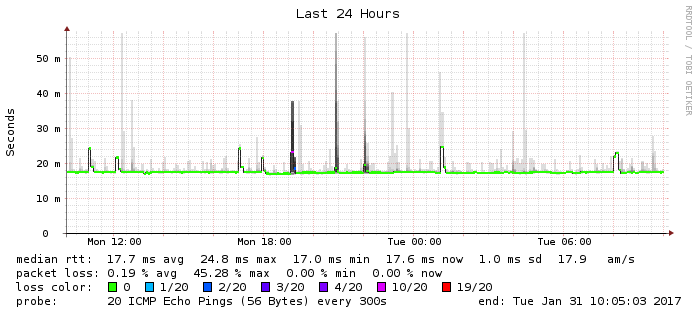 Last 24 Hours
RRDTOOL / TOBI OETIKER
Seconds
50 m
40 m
30 m
20 m
10 m
0
Mon 12:00 Mon 18:00 Tue 00:00 Tue 06:00
median rtt: 17.7 ms avg 24.8 ms max 17.0 ms min 17.6 ms now 1.0 ms sd 17.9 am/s
packet loss: 0.19 % avg 45.28 % max 0.00 % min 0.00 % now
loss color: 0 1/20 2/20 3/20 4/20 10/20 19/20
probe: 20 ICMP Echo Pings (56 Bytes) every 300s end: Tue Jan 31 10:05:03 2017